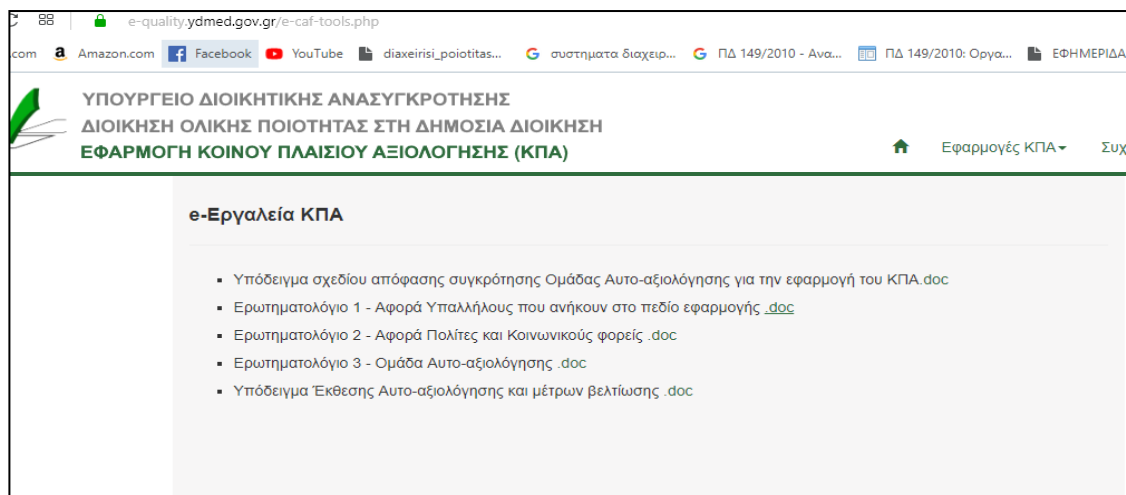 e-quality.ydmed.gov.gr/e-caf-tools.php
.com Amazon.com Facebook YouTube diaxeirisi_poiotitas... συστηματα διαχειρ... ΠΔ 149/2010 - Ανα... ΠΔ 149/2010: Οργα... ΕΦΗΜΕΡΙΔΑ
ΥΠΟΥΡΓΕΙΟ ΔΙΟΙΚΗΤΙΚΗΣ ΑΝΑΣΥΓΚΡΟΤΗΣΗΣ
ΔΙΟΙΚΗΣΗ ΟΛΙΚΗΣ ΠΟΙΟΤΗΤΑΣ ΣΤΗ ΔΗΜΟΣΙΑ ΔΙΟΙΚΗΣΗ
ΕΦΑΡΜΟΓΗ ΚΟΙΝΟΥ ΠΛΑΙΣΙΟΥ ΑΞΙΟΛΟΓΗΣΗΣ (ΚΠΑ)
Εφαρμογές ΚΠΑ Συχ
e-Εργαλεία ΚΠΑ
Υπόδειγμα σχεδίου απόφασης συγκρότησης Ομάδας Αυτο-αξιολόγησης για την εφαρμογή του ΚΠΑ.doc
Ερωτηματολόγιο 1 - Αφορά Υπαλλήλους που ανήκουν στο πεδίο εφαρμογής .doc
Ερωτηματολόγιο 2 - Αφορά Πολίτες και Κοινωνικούς φορείς .doc
Ερωτηματολόγιο 3 - Ομάδα Αυτο-αξιολόγησης .doc
Υπόδειγμα Έκθεσης Αυτο-αξιολόγησης και μέτρων βελτίωσης .doc